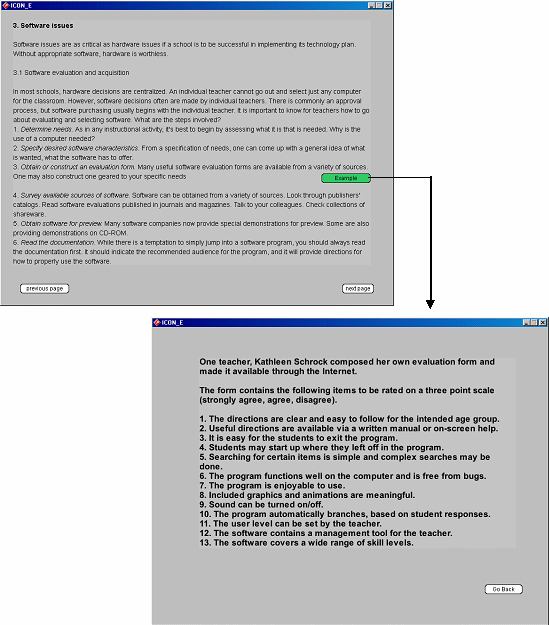 ICON_E
3. Software issues
Software issues are as critical as hardware issues if a school is to be successful in implementing its technology plan.
Without appropriate software, hardware is worthless.
3.1 Software evaluation and acquisition
In most schools, hardware decisions are centralized. An individual teacher cannot go out and select just any computer
for the classroom. However, software decisions often are made by individual teachers. There is commonly an approval
process, but software purchasing usually begins with the individual teacher. It is important to know for teachers how to go
about evaluating and selecting software. What are the steps involved?
1. Determine needs. As in any instructional activity, it's best to begin by assessing what it is that is needed. Why is the
use of a computer needed?
2. Specify desired software characteristics. From a specification of needs, one can come up with a general idea of what
is wanted, what the software has to offer.
3. Obtain or construct an evaluation form. Many useful software evaluation forms are available from a variety of sources.
One may also construct one geared to your specific needs
Example
4. Survey available sources of software. Software can be obtained from a variety of sources. Look through publishers'
catalogs. Read software evaluations published in journals and magazines. Talk to your colleagues. Check collections of
shareware.
5. Obtain software for preview. Many software companies now provide special demonstrations for preview. Some are also
providing demonstrations on CD-ROM.
6. Read the documentation. While there is a temptation to simply jump into a software program, you should always read
the documentation first. It should indicate the recommended audience for the program, and it will provide directions for
how to properly use the software.
previous page
next page
ICON_E
One teacher, Kathleen Schrock composed her own evaluation form and
made it available through the Internet.
The form contains the following items to be rated on a three point scale
(strongly agree, agree, disagree).
1. The directions are clear and easy to follow for the intended age group.
2. Useful directions are available via a written manual or on-screen help.
3. It is easy for the students to exit the program.
4. Students may start up where they left off in the program.
5. Searching for certain items is simple and complex searches may be
done.
6. The program functions well on the computer and is free from bugs.
7. The program is enjoyable to use.
8. Included graphics and animations are meaningful.
9. Sound can be turned on/off.
10. The program automatically branches, based on student responses.
11. The user level can be set by the teacher.
12. The software contains a management tool for the teacher.
13. The software covers a wide range of skill levels.
Go Back